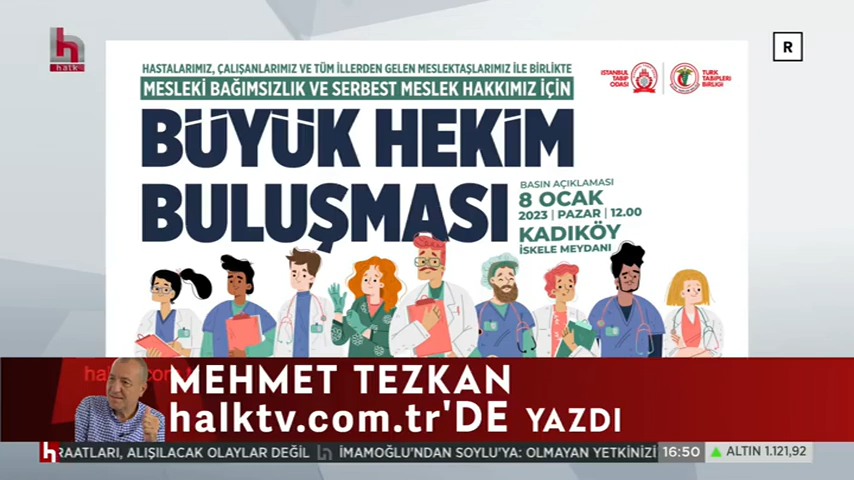 h
halk
R
HASTALARIMIZ, ÇALIŞANLARIMIZ VE TÜM İLLERDEN GELEN MESLEKTAŞLARIMIZ İLE BİRLİKTE
MESLEKİ BAĞIMSIZLIK VE SERBEST MESLEK HAKKIMIZ İÇİN
İSTANBUL TABİP ODASI
TÜRK TABİPLERİ BİRLİĞİ
BÜYÜK HEKİM
BULUŞMASI
BASIN AÇIKLAMASI
8 OCAK
2023 | PAZAR | 12.00
KADIKÖY
İSKELE MEYDANI
MEHMET TEZKAN
halktv.com.tr'DE YAZDI
RAATLARI, ALIŞILACAK OLAYLAR DEĞİL h İMAMOĞLU'NDAN SOYLU'YA: OLMAYAN YETKİNİZİ 16:50 ALTIN 1.121,92